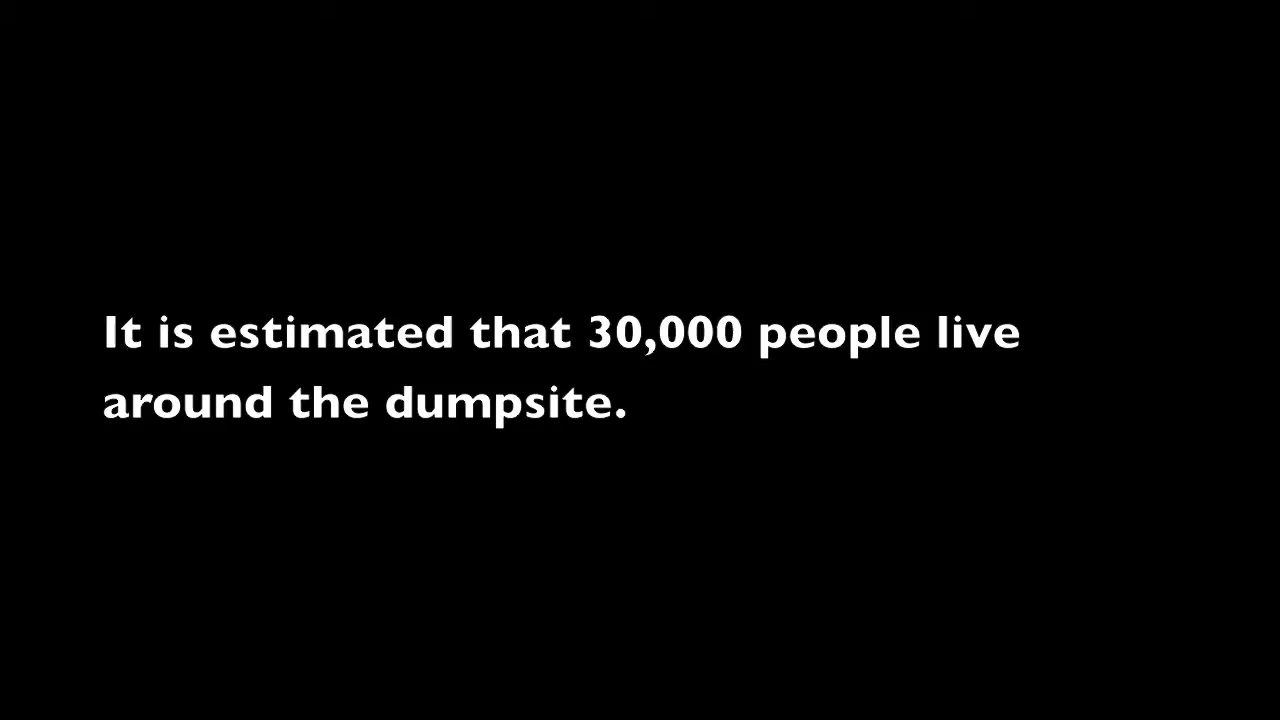 It is estimated that 30,000 people live
around the dumpsite.